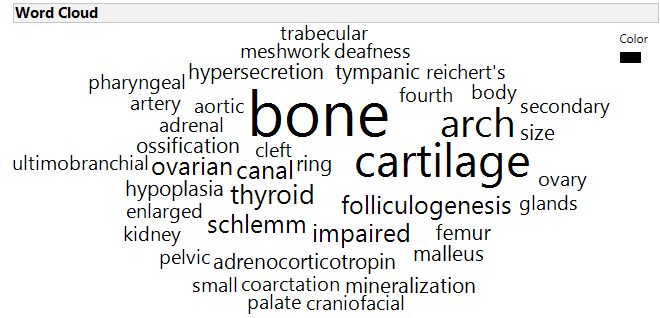 Word Cloud
Color
trabecular
meshwork deafness
hypersecretion tympanic reichert's
pharyngeal fourth body
artery aortic bone secondary
adrenal arch size
ossification cleft cartilage
ultimobranchial ovarian canal ring
hypoplasia thyroid ovary
enlarged folliculogenesis glands
kidney schlemm impaired femur
pelvic adrenocorticotropin malleus
small coarctation mineralization
palate craniofacial